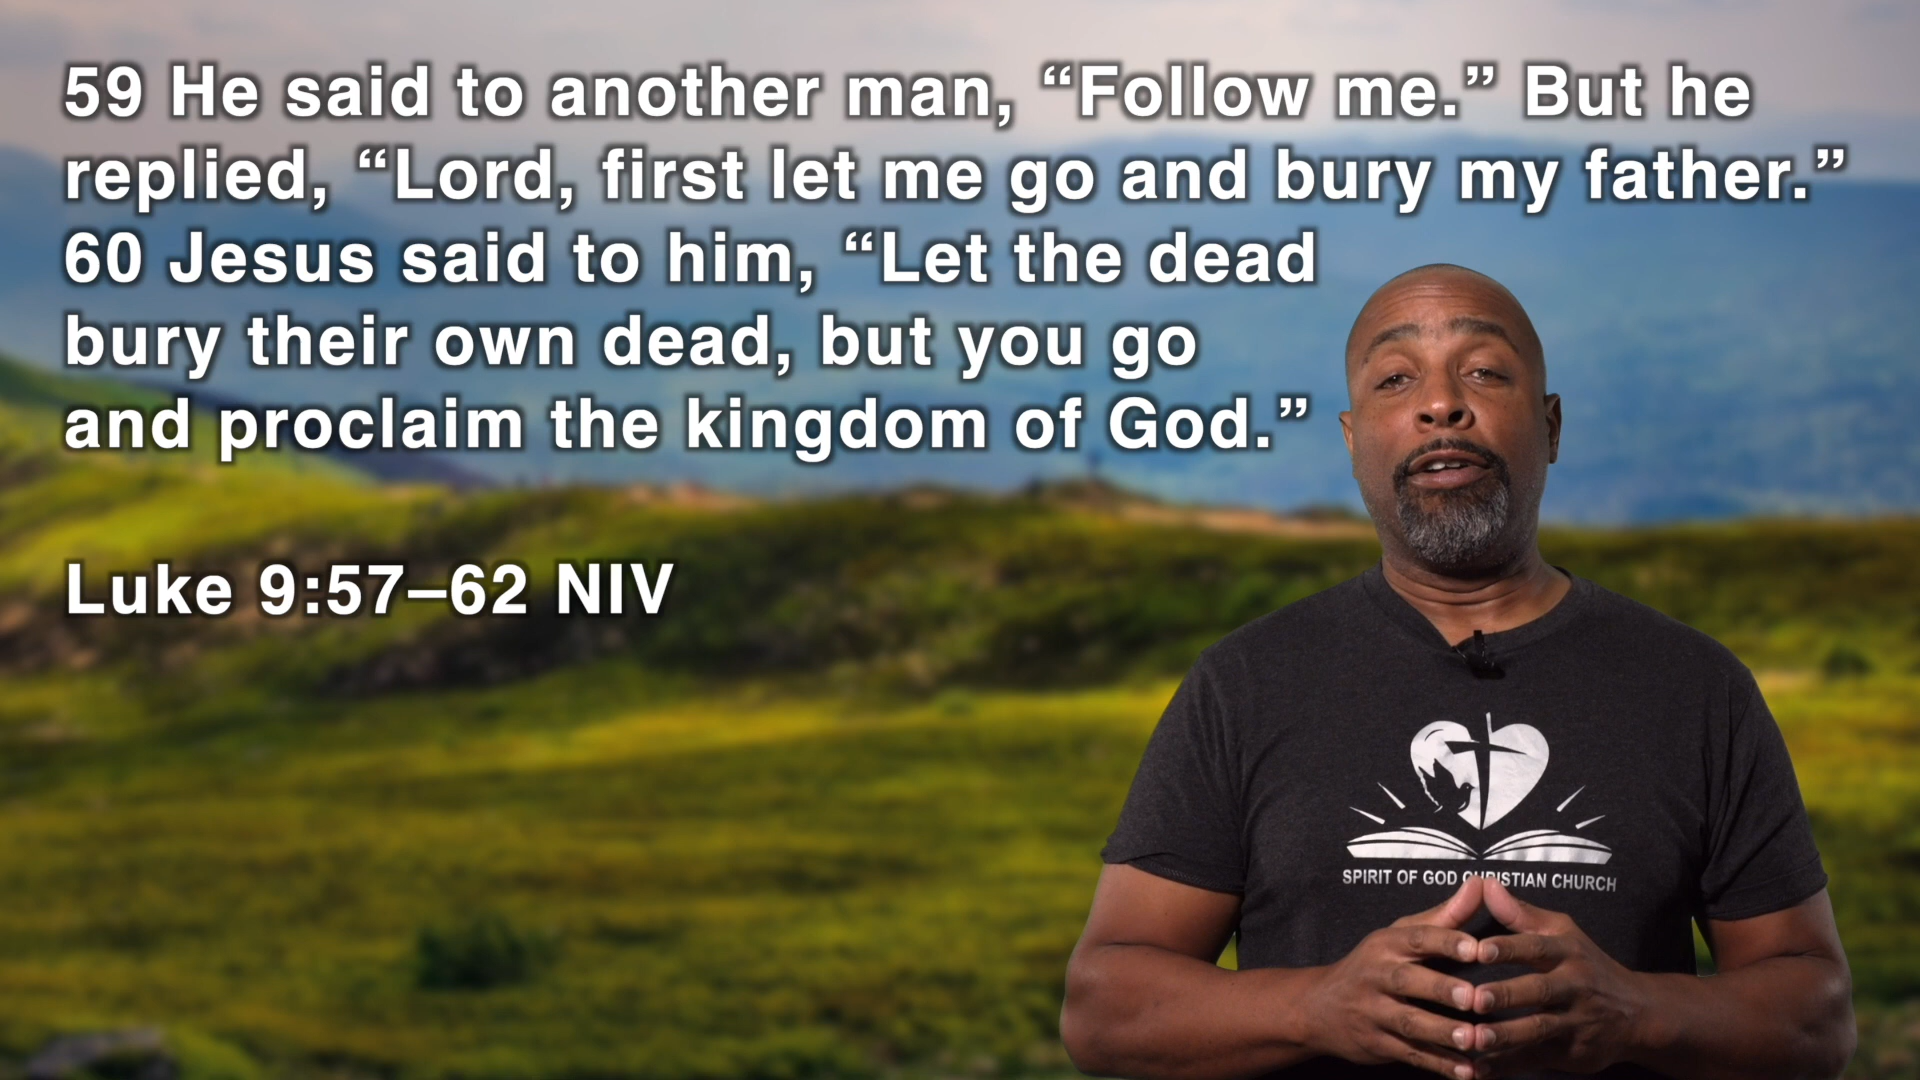 59 He said to another man, “Follow me.” But he
replied, “Lord, first let me go and bury my father.”
60 Jesus said to him, “Let the dead
bury their own dead, but you go
and proclaim the kingdom of God.”
Luke 9:57–62 NIV
SPIRIT OF GOD CHRISTIAN CHURCH